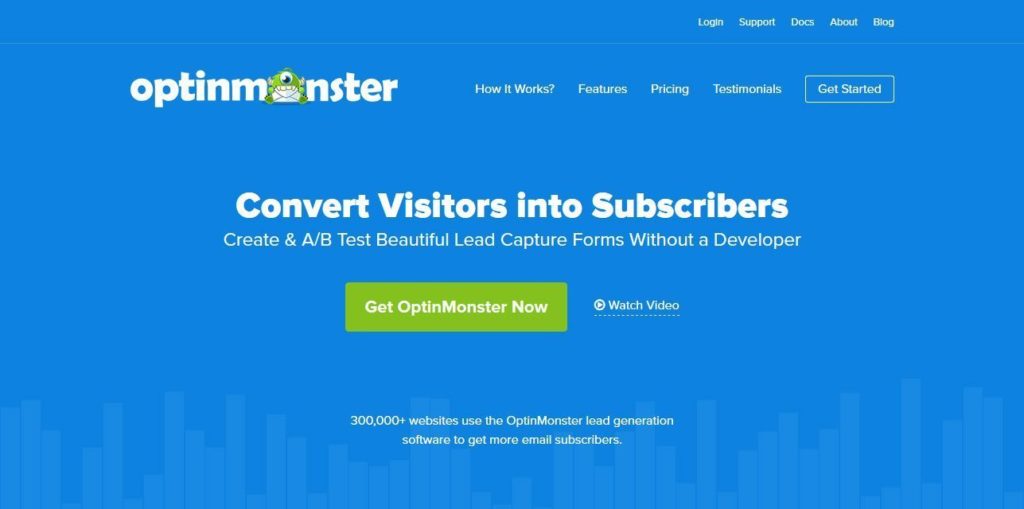 Login Support Docs About Blog
optinmonster
How It Works? Features Pricing Testimonials Get Started
Convert Visitors into Subscribers
Create & A/B Test Beautiful Lead Capture Forms Without a Developer
Get OptinMonster Now Watch Video
300,000+ websites use the OptinMonster lead generation
software to get more email subscribers.